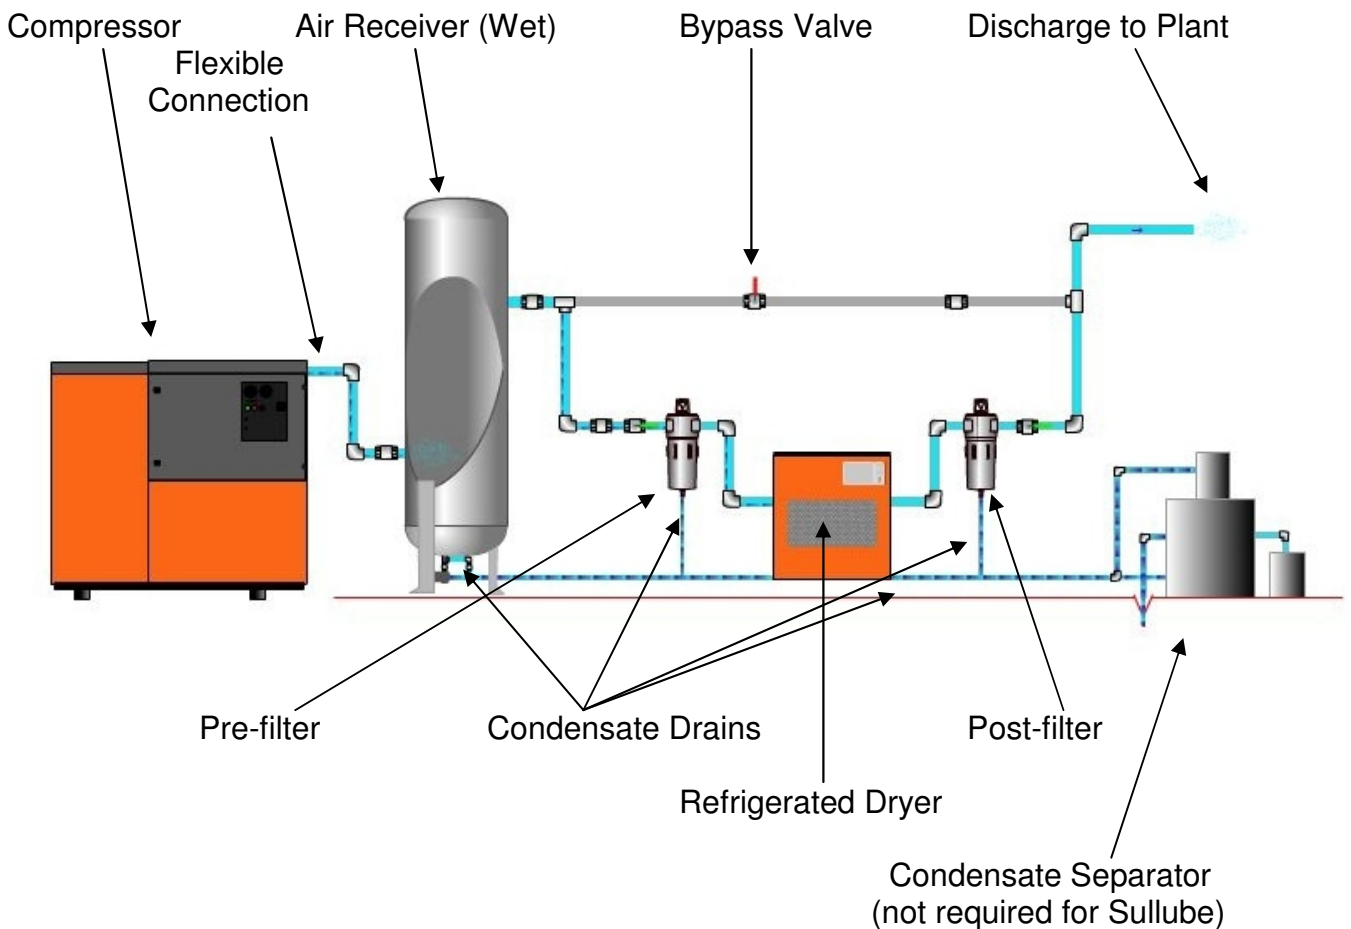 Compressor
Air Receiver (Wet)
Bypass Valve
Discharge to Plant
Flexible
Connection
Pre-filter
Condensate Drains
Post-filter
Refrigerated Dryer
Condensate Separator
(not required for Sullube)